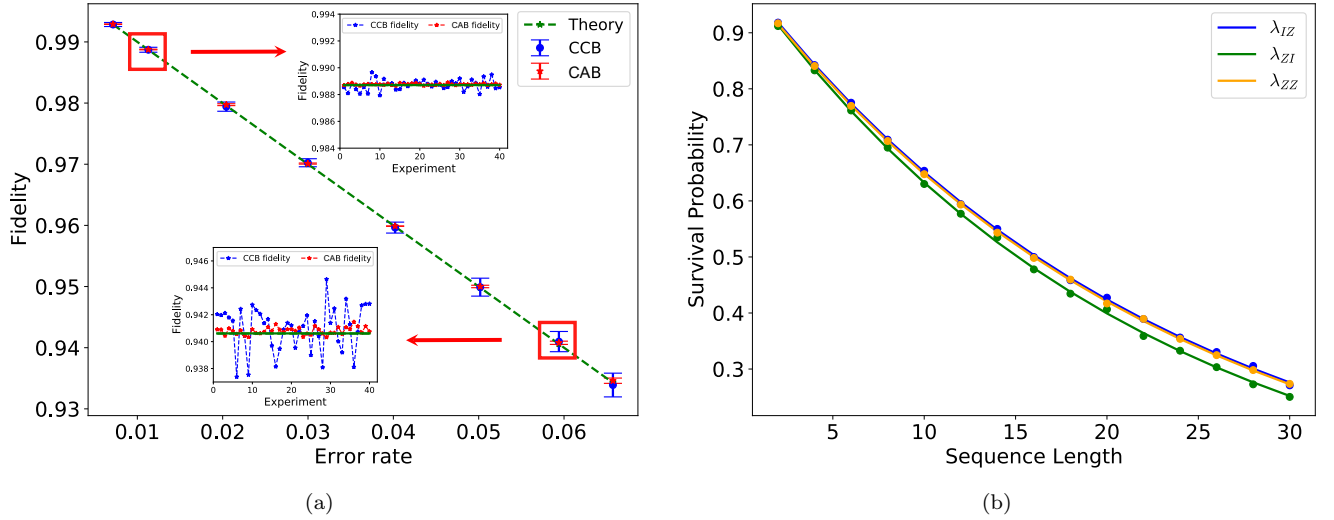 Fidelity
0.99
0.98
0.97
0.96
0.95
0.94
0.93
0.01 0.02 0.03 0.04 0.05 0.06
Error rate
Theory
CCB
CAB
CCB fidelity CAB fidelity
Fidelity
0.994
0.992
0.990
0.988
0.986
0.984
0 10 20 30 40
Experiment
CCB fidelity CAB fidelity
Fidelity
0.946
0.944
0.942
0.940
0.938
0 10 20 30 40
Experiment
(a)
Survival Probability
0.9
0.8
0.7
0.6
0.5
0.4
0.3
5 10 15 20 25 30
Sequence Length
λ_IZ
λ_ZI
λ_ZZ
(b)